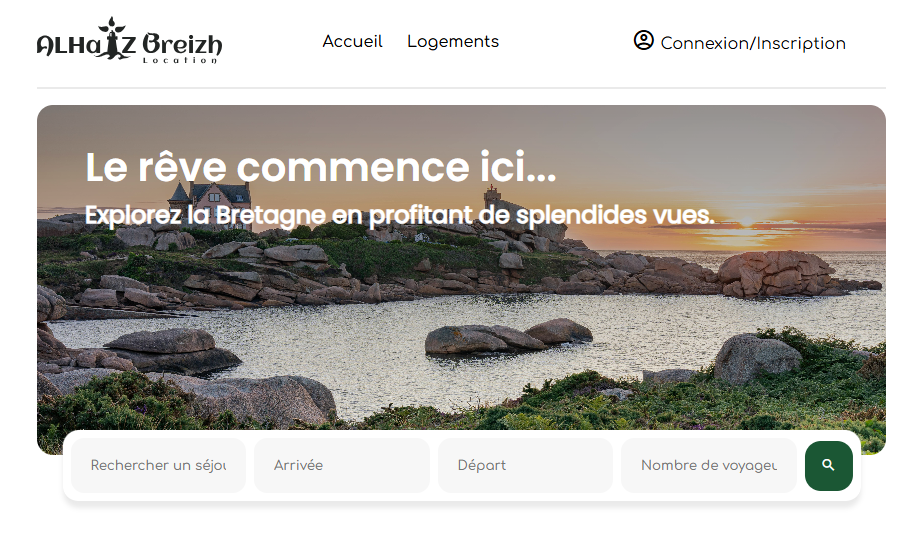 ALHaIZ Breizh
Location
Accueil Logements
Connexion/Inscription
Le rêve commence ici...
Explorez la Bretagne en profitant de splendides vues.
Rechercher un séjou
Arrivée
Départ
Nombre de voyageu